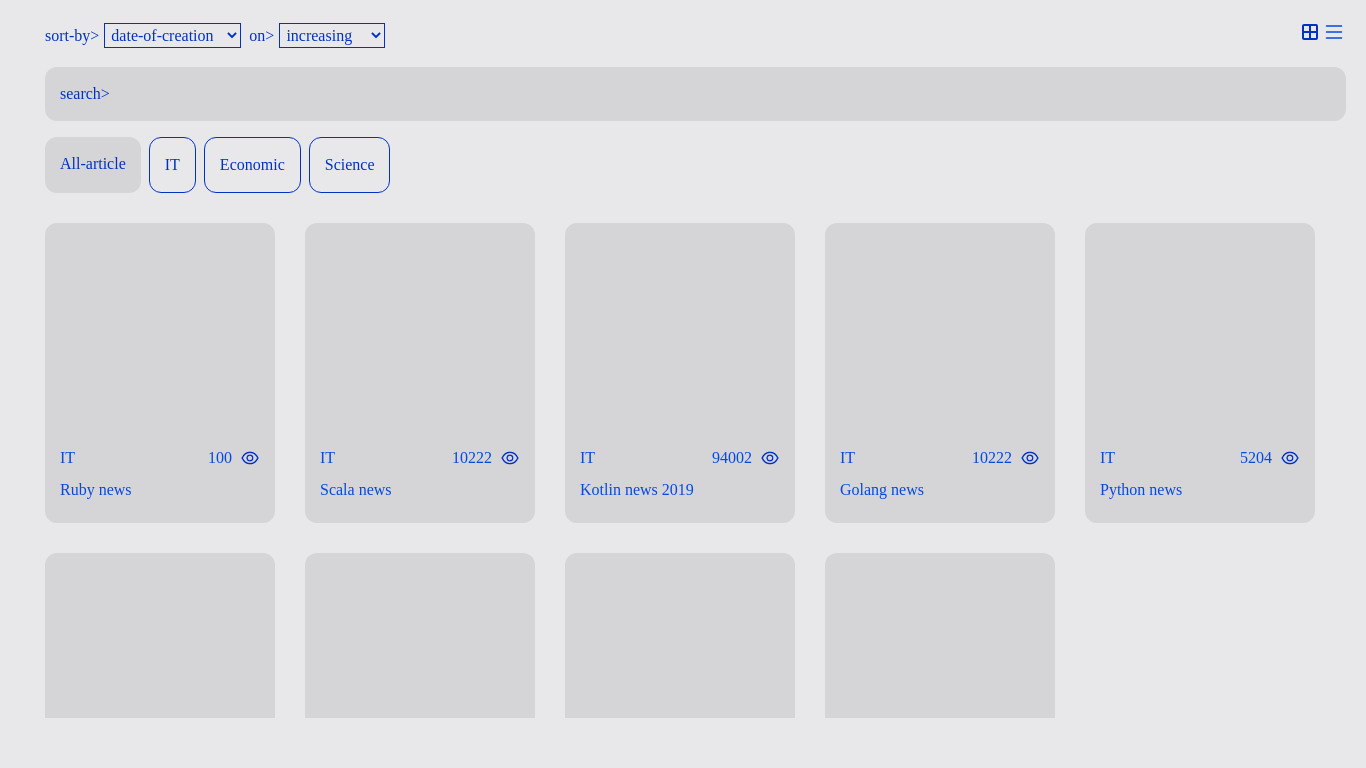 sort-by> date-of-creation on> increasing
search>
All-article IT Economic Science
IT 100
Ruby news
IT 10222
Scala news
IT 94002
Kotlin news 2019
IT 10222
Golang news
IT 5204
Python news